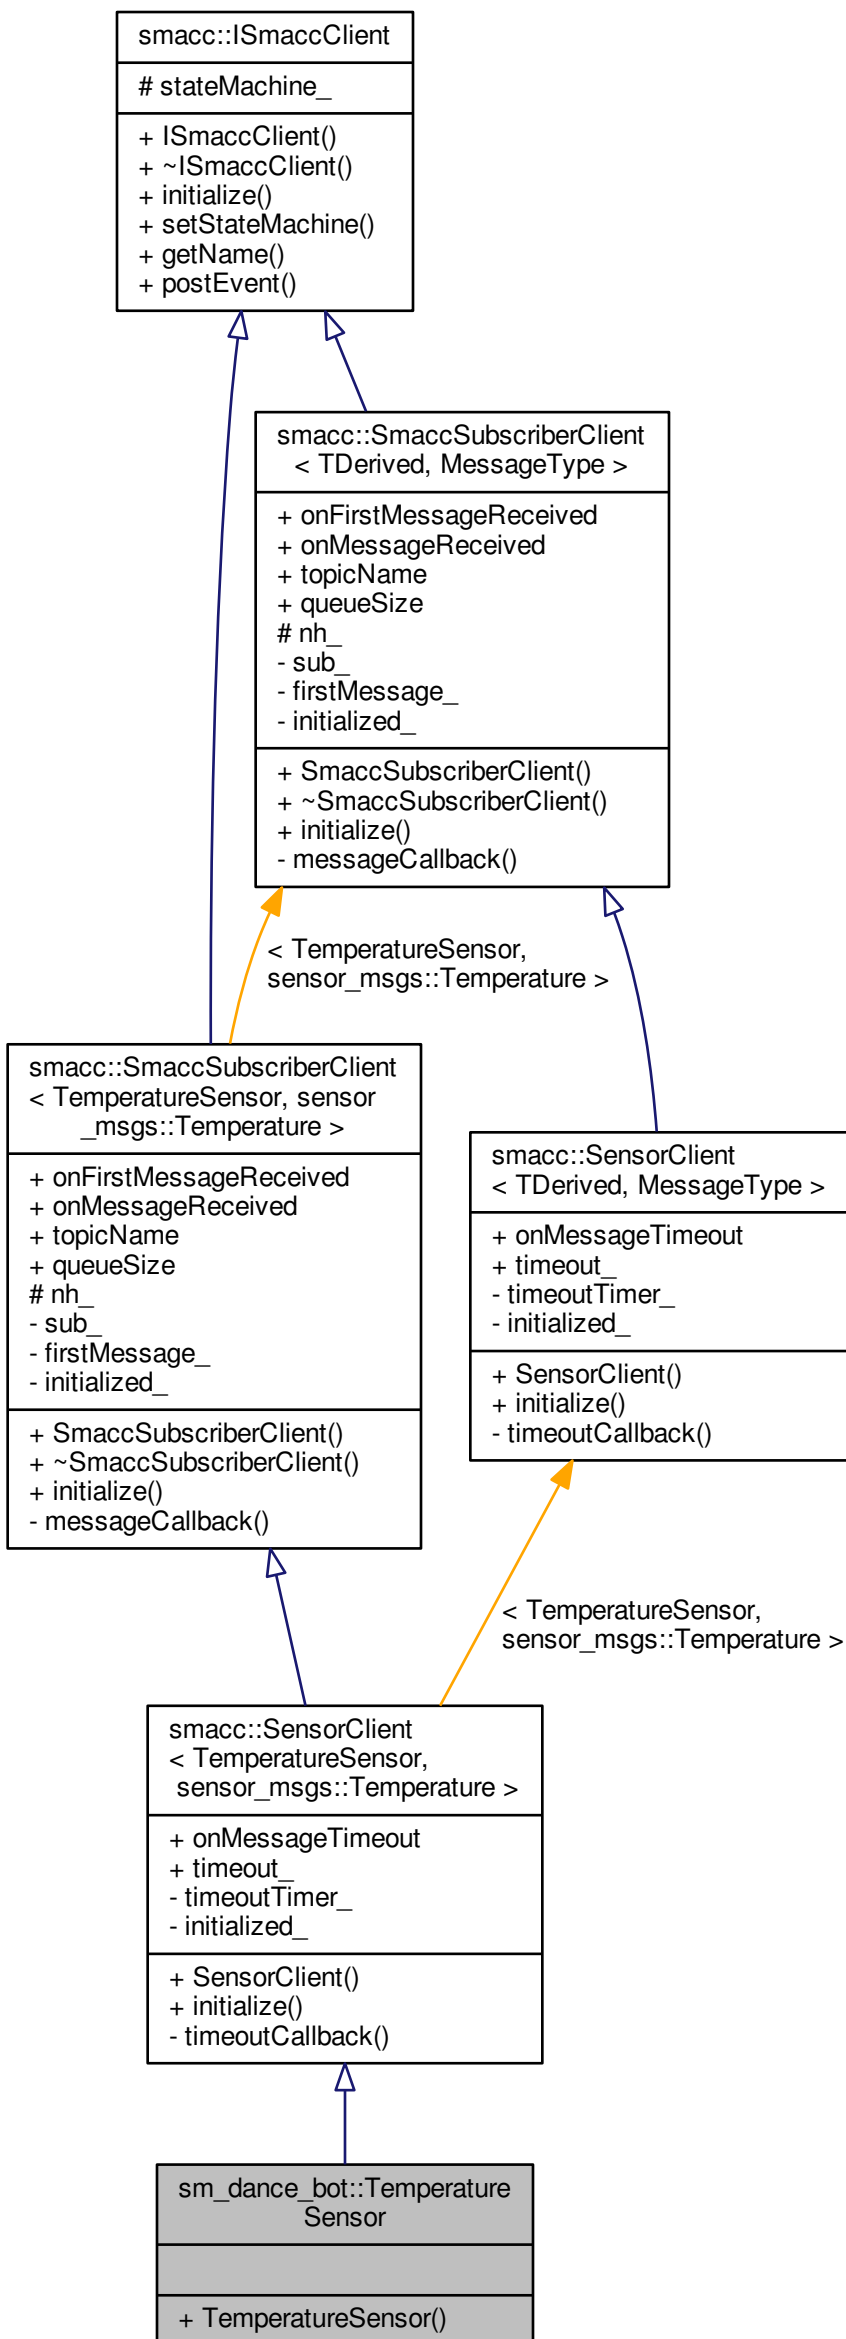 smacc::ISmaccClient
# stateMachine_
+ ISmaccClient()
+ ~ISmaccClient()
+ initialize()
+ setStateMachine()
+ getName()
+ postEvent()
smacc::SmaccSubscriberClient
< TDerived, MessageType >
+ onFirstMessageReceived
+ onMessageReceived
+ topicName
+ queueSize
# nh_
- sub_
- firstMessage_
- initialized_
+ SmaccSubscriberClient()
+ ~SmaccSubscriberClient()
+ initialize()
- messageCallback()
< TemperatureSensor,
sensor_msgs::Temperature >
smacc::SmaccSubscriberClient
< TemperatureSensor, sensor
_msgs::Temperature >
+ onFirstMessageReceived
+ onMessageReceived
+ topicName
+ queueSize
# nh_
- sub_
- firstMessage_
- initialized_
+ SmaccSubscriberClient()
+ ~SmaccSubscriberClient()
+ initialize()
- messageCallback()
smacc::SensorClient
< TDerived, MessageType >
+ onMessageTimeout
+ timeout_
- timeoutTimer_
- initialized_
+ SensorClient()
+ initialize()
- timeoutCallback()
< TemperatureSensor,
sensor_msgs::Temperature >
smacc::SensorClient
< TemperatureSensor,
sensor_msgs::Temperature >
+ onMessageTimeout
+ timeout_
- timeoutTimer_
- initialized_
+ SensorClient()
+ initialize()
- timeoutCallback()
sm_dance_bot::Temperature
Sensor
+ TemperatureSensor()